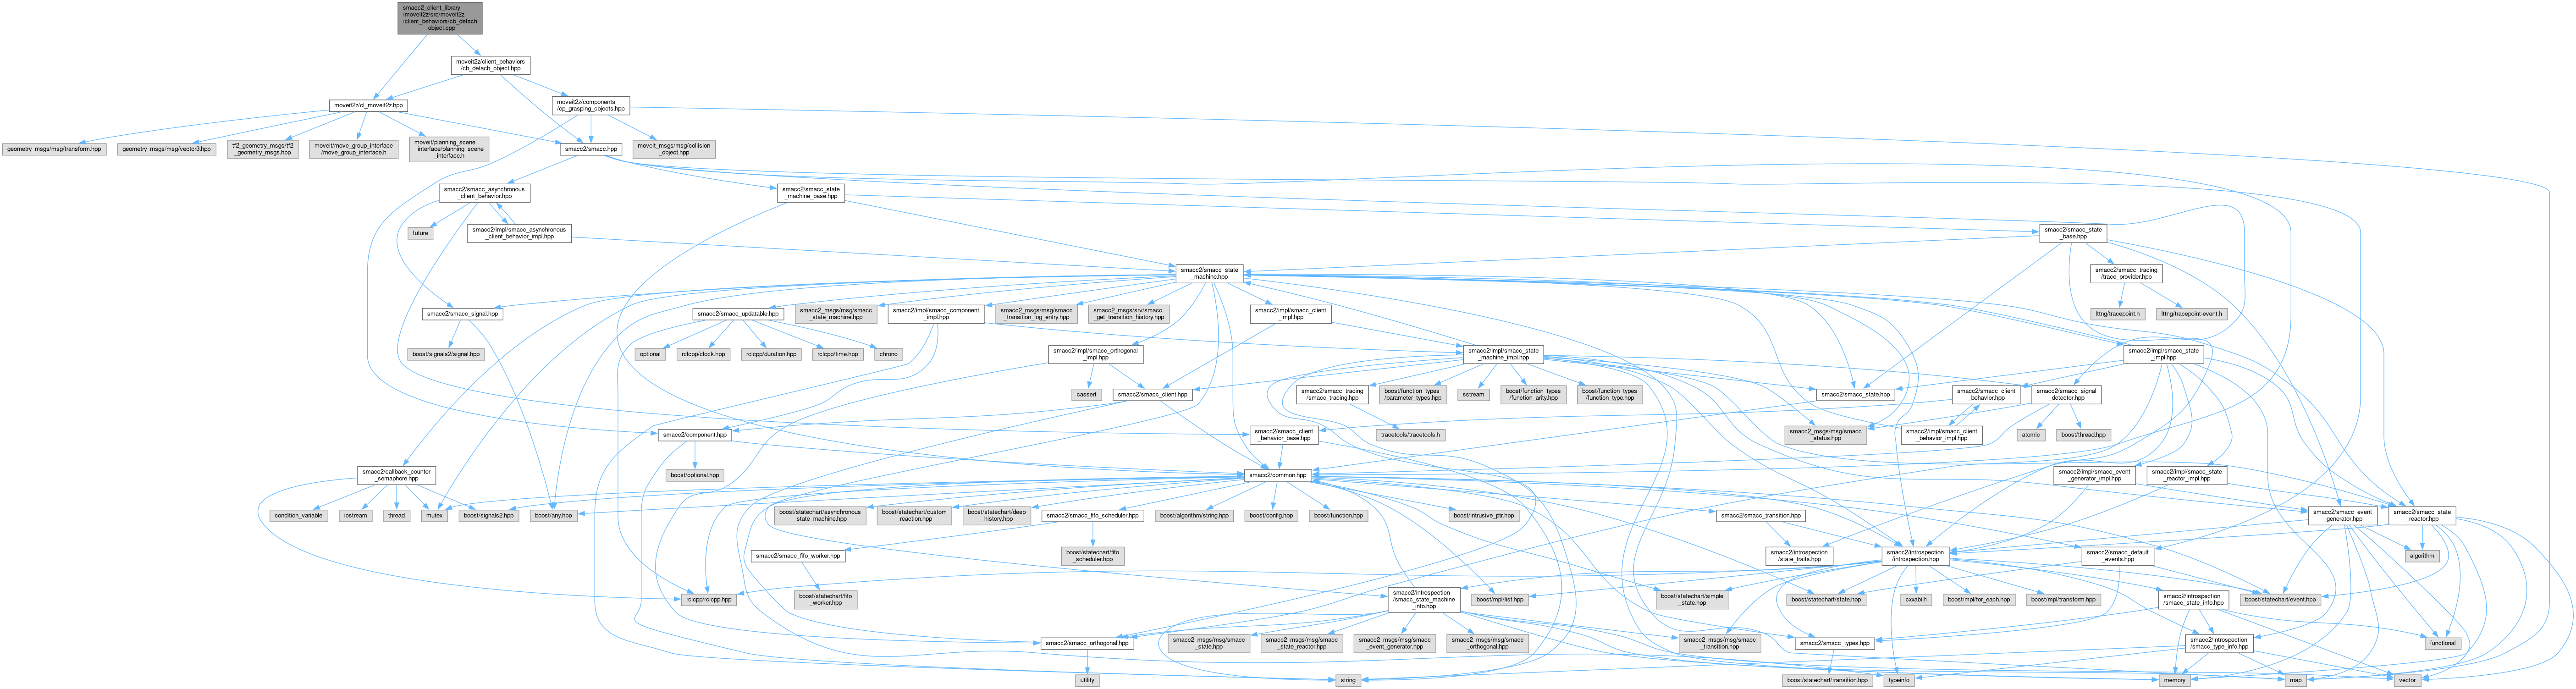 smacc2_client_library
/moveit2z/src/moveit2z
/client_behaviors/cb_detach
_object.cpp
moveit2z/client_behaviors
/cb_detach_object.hpp
moveit2z/cl_moveit2z.hpp
moveit2z/components
/cp_grasping_objects.hpp
geometry_msgs/msg/transform.hpp
geometry_msgs/msg/vector3.hpp
tf2_geometry_msgs/tf2
_geometry_msgs.hpp
moveit/move_group_interface
/move_group_interface.h
moveit/planning_scene
_interface/planning_scene
_interface.h
smacc2/smacc.hpp
moveit_msgs/msg/collision
_object.hpp
smacc2/smacc_asynchronous
_client_behavior.hpp
smacc2/smacc_state
_machine_base.hpp
future
smacc2/impl/smacc_asynchronous
_client_behavior_impl.hpp
smacc2/smacc_state
_base.hpp
smacc2/smacc_state
_machine.hpp
smacc2/smacc_tracing
/trace_provider.hpp
smacc2/smacc_signal.hpp
smacc2/smacc_updatable.hpp
smacc2_msgs/msg/smacc
_state_machine.hpp
smacc2/impl/smacc_component
_impl.hpp
smacc2_msgs/msg/smacc
_transition_log_entry.hpp
smacc2_msgs/srv/smacc
_get_transition_history.hpp
smacc2/impl/smacc_client
_impl.hpp
lttng/tracepoint.h
lttng/tracepoint-event.h
boost/signals2/signal.hpp
optional
rclcpp/clock.hpp
rclcpp/duration.hpp
rclcpp/time.hpp
chrono
smacc2/impl/smacc_orthogonal
_impl.hpp
smacc2/impl/smacc_state
_machine_impl.hpp
smacc2/impl/smacc_state
_impl.hpp
cassert
smacc2/smacc_client.hpp
smacc2/smacc_tracing
/smacc_tracing.hpp
boost/function_types
/parameter_types.hpp
sstream
boost/function_types
/function_arity.hpp
boost/function_types
/function_type.hpp
smacc2/smacc_state.hpp
smacc2/smacc_client
_behavior.hpp
smacc2/smacc_signal
_detector.hpp
smacc2/component.hpp
smacc2/smacc_client
_behavior_base.hpp
tracetools/tracetools.h
smacc2_msgs/msg/smacc
_status.hpp
smacc2/impl/smacc_client
_behavior_impl.hpp
atomic
boost/thread.hpp
smacc2/callback_counter
_semaphore.hpp
boost/optional.hpp
smacc2/common.hpp
smacc2/impl/smacc_event
_generator_impl.hpp
smacc2/impl/smacc_state
_reactor_impl.hpp
condition_variable
iostream
thread
mutex
boost/signals2.hpp
boost/any.hpp
boost/statechart/asynchronous
_state_machine.hpp
boost/statechart/custom
_reaction.hpp
boost/statechart/deep
_history.hpp
smacc2/smacc_fifo_scheduler.hpp
boost/algorithm/string.hpp
boost/config.hpp
boost/function.hpp
boost/intrusive_ptr.hpp
smacc2/smacc_transition.hpp
smacc2/smacc_event
_generator.hpp
smacc2/smacc_state
_reactor.hpp
smacc2/smacc_fifo_worker.hpp
boost/statechart/fifo
_scheduler.hpp
smacc2/introspection
/state_traits.hpp
smacc2/introspection
/introspection.hpp
smacc2/smacc_default
_events.hpp
algorithm
rclcpp/rclcpp.hpp
boost/statechart/fifo
_worker.hpp
smacc2/introspection
/smacc_state_machine
_info.hpp
boost/mpl/list.hpp
boost/statechart/simple
_state.hpp
boost/statechart/state.hpp
cxxabi.h
boost/mpl/for_each.hpp
boost/mpl/transform.hpp
smacc2/introspection
/smacc_state_info.hpp
boost/statechart/event.hpp
smacc2/smacc_orthogonal.hpp
smacc2_msgs/msg/smacc
_state.hpp
smacc2_msgs/msg/smacc
_state_reactor.hpp
smacc2_msgs/msg/smacc
_event_generator.hpp
smacc2_msgs/msg/smacc
_orthogonal.hpp
smacc2_msgs/msg/smacc
_transition.hpp
smacc2/smacc_types.hpp
smacc2/introspection
/smacc_type_info.hpp
functional
utility
string
boost/statechart/transition.hpp
typeinfo
memory
map
vector